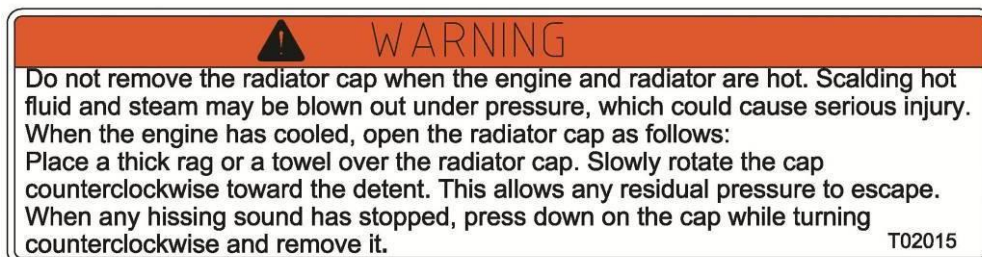 WARNING
Do not remove the radiator cap when the engine and radiator are hot. Scalding hot
fluid and steam may be blown out under pressure, which could cause serious injury.
When the engine has cooled, open the radiator cap as follows:
Place a thick rag or a towel over the radiator cap. Slowly rotate the cap
counterclockwise toward the detent. This allows any residual pressure to escape.
When any hissing sound has stopped, press down on the cap while turning
counterclockwise and remove it.
T02015